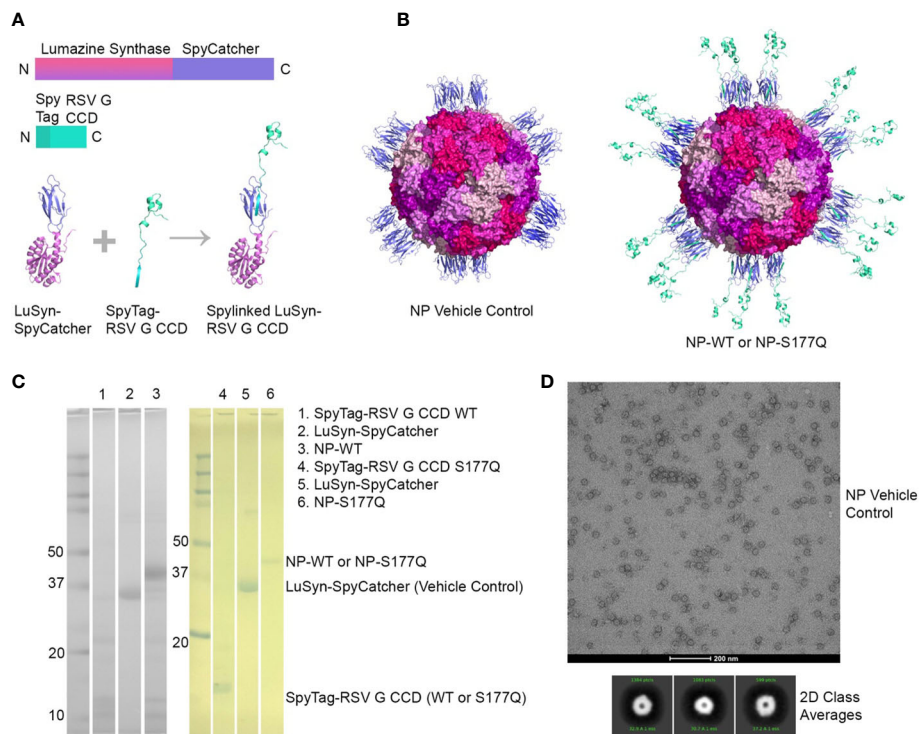 A
Lumazine Synthase
SpyCatcher
N
C
Spy
Tag
RSV G
CCD
N
C
LuSyn-
SpyCatcher
SpyTag-
RSV G CCD
Spylinked LuSyn-
RSV G CCD
B
NP Vehicle Control
NP-WT or NP-S177Q
C
1 2 3
50
37
20
10
4 5 6
50
37
20
1. SpyTag-RSV G CCD WT
2. LuSyn-SpyCatcher
3. NP-WT
4. SpyTag-RSV G CCD S177Q
5. LuSyn-SpyCatcher
6. NP-S177Q
NP-WT or NP-S177Q
LuSyn-SpyCatcher (Vehicle Control)
SpyTag-RSV G CCD (WT or S177Q)
D
NP Vehicle
Control
200 nm
2D Class
Averages